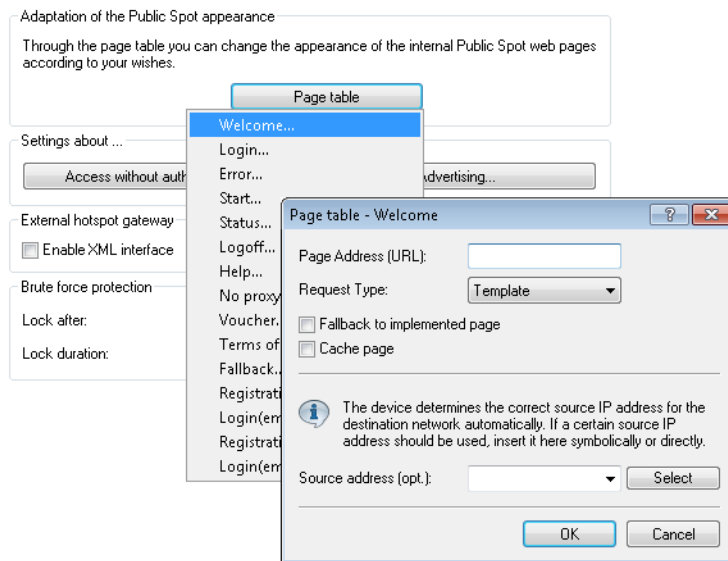 Adaptation of the Public Spot appearance
Through the page table you can change the appearance of the internal Public Spot web pages
according to your wishes.
Page table
Welcome...
Login...
Error...
Start...
Status...
Logoff...
Help...
No proxy
Voucher.
Terms of
Fallback..
Registrati
Login(em
Registrati
Login(em
Settings about ...
Access without auth
dvertising...
External hotspot gateway
Enable XML interface
Brute force protection
Lock after:
Lock duration:
Page table - Welcome
?
Page Address (URL):
Request Type:
Template
Fallback to implemented page
Cache page
The device determines the correct source IP address for the
destination network automatically. If a certain source IP
address should be used, insert it here symbolically or directly.
Source address (opt.):
Select
OK
Cancel